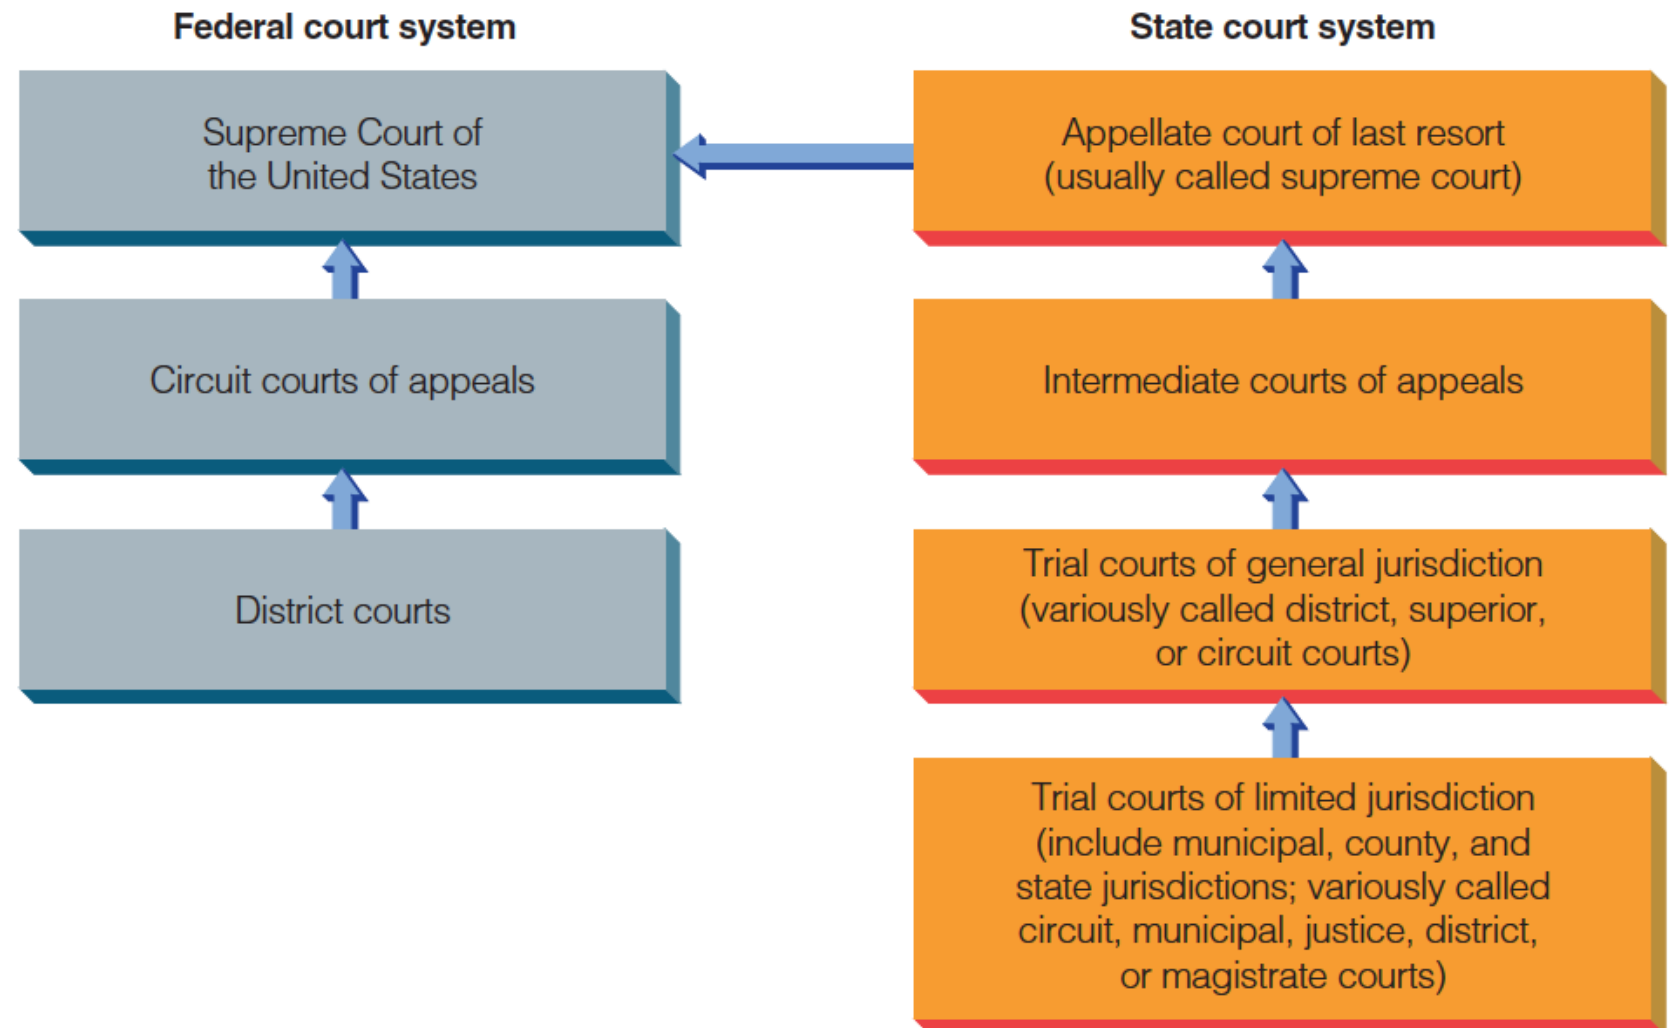 Federal court system
Supreme Court of
the United States
Circuit courts of appeals
District courts
State court system
Appellate court of last resort
(usually called supreme court)
Intermediate courts of appeals
Trial courts of general jurisdiction
(variously called district, superior,
or circuit courts)
Trial courts of limited jurisdiction
(include municipal, county, and
state jurisdictions; variously called
circuit, municipal, justice, district,
or magistrate courts)